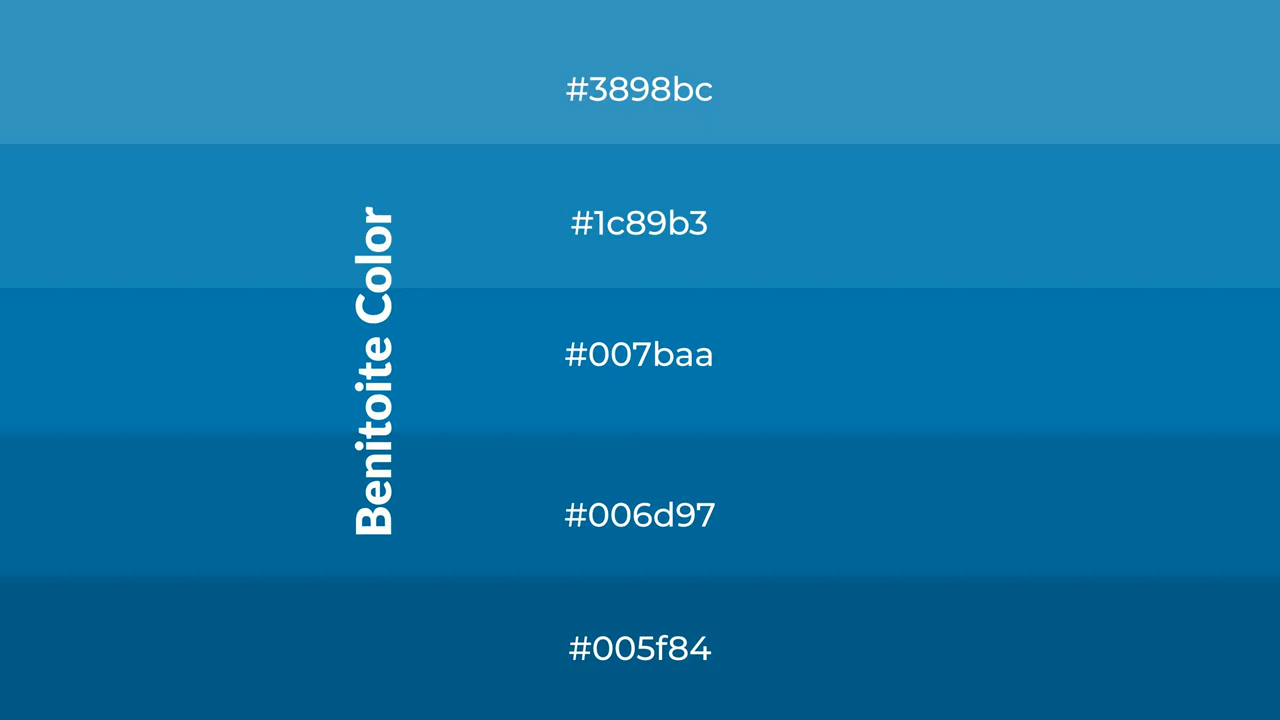 Benitoite Color
#3898bc
#1c89b3
#007baa
#006d97
#005f84